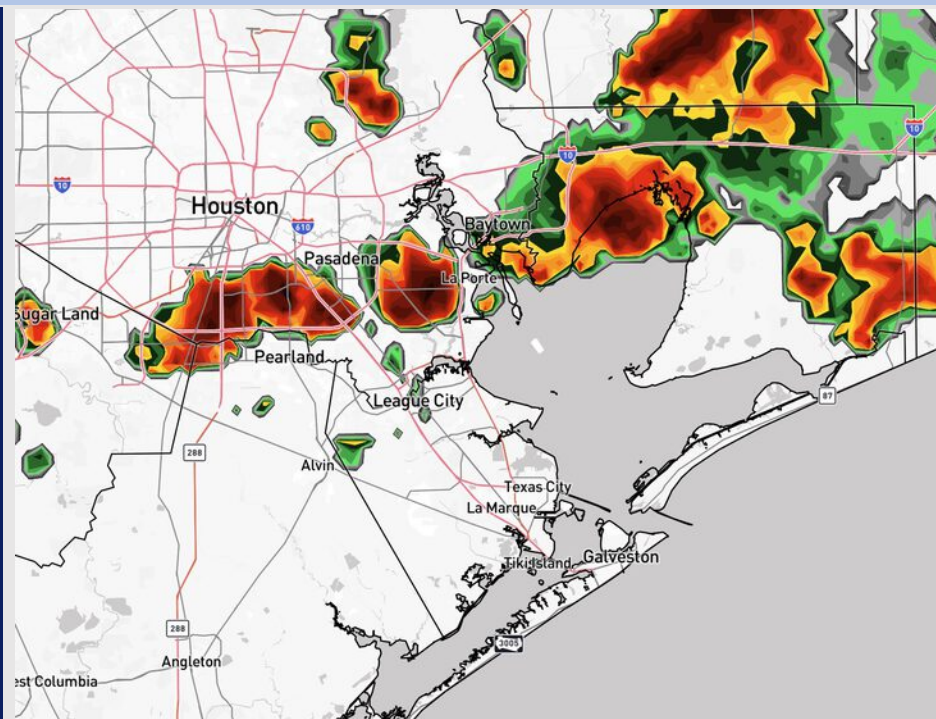 10
10
10
Houston
610
Baytown
Pasadena
La Porte
Sugar Land
Pearland
87
League City
288
Alvin
Texas City
La Marque
Tiki Island
Galveston
288
3005
Angleton
est Columbia